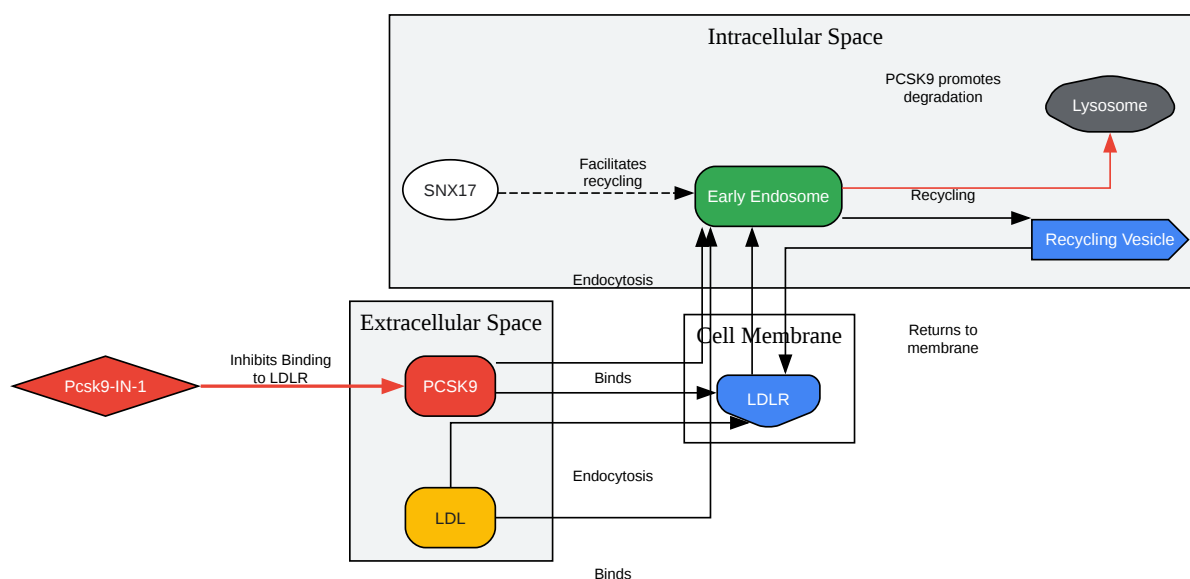 Intracellular Space
PCSK9 promotes
degradation
Lysosome
SNX17
Facilitates
recycling
Early Endosome
Recycling
Recycling Vesicle
Endocytosis
Extracellular Space
Cell Membrane
Returns to
membrane
Pcsk9-IN-1
Inhibits Binding
to LDLR
PCSK9
Binds
LDLR
Endocytosis
LDL
Binds